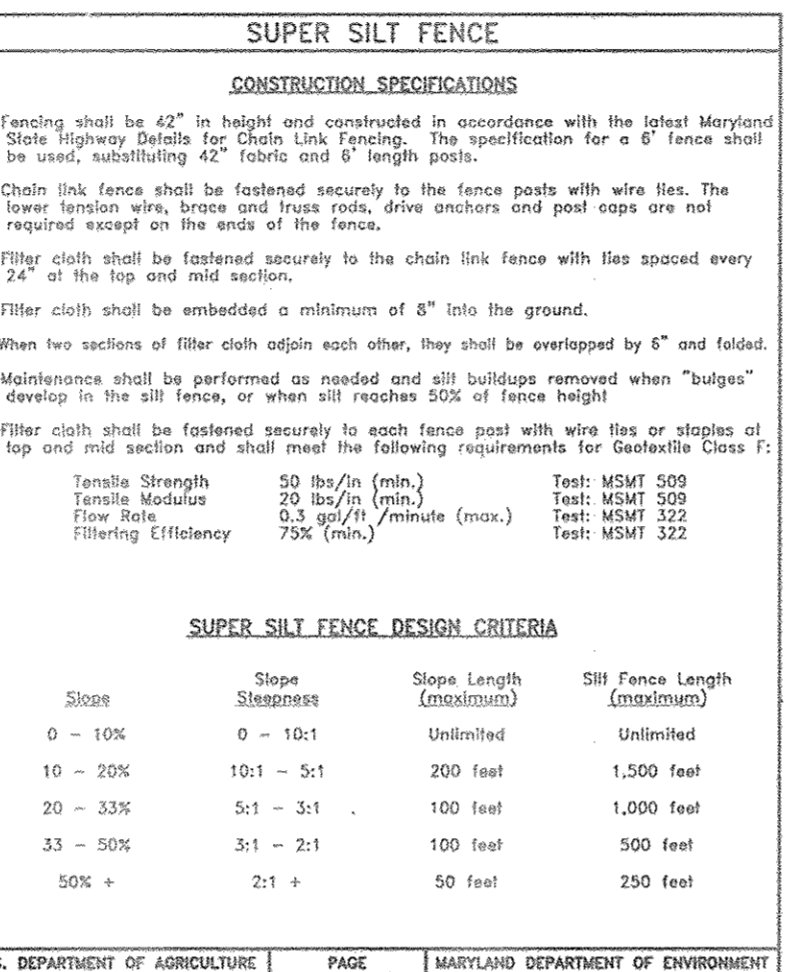 SUPER SILT FENCE
CONSTRUCTION SPECIFICATIONS
Fencing shall be 42" in height and constructed in accordance with the latest Maryland
State Highway Details for Chain Link Fencing. The specification for a 6' fence shall
be used, substituting 42" fabric and 6' length posts.
Chain link fence shall be fastened securely to the fence posts with wire ties. The
lower tension wire, brace and truss rods, drive anchors and post caps are not
required except on the ends of the fence.
Filter cloth shall be fastened securely to the chain link fence with ties spaced every
24" at the top and mid section.
Filter cloth shall be embedded a minimum of 8" into the ground.
When two sections of filter cloth adjoin each other, they shall be overlapped by 6" and folded.
Maintenance shall be performed as needed and silt buildups removed when "bulges"
develop in the silt fence, or when silt reaches 50% of fence height
Filter cloth shall be fastened securely to each fence post with wire ties or staples at
top and mid section and shall meet the following requirements for Geotextile Class F:
Tensile Strength 50 lbs/in (min.) Test: MSMT 509
Tensile Modulus 20 lbs/in (min.) Test: MSMT 509
Flow Rate 0.3 gal/ft /minute (max.) Test: MSMT 322
Filtering Efficiency 75% (min.) Test: MSMT 322
SUPER SILT FENCE DESIGN CRITERIA
Slope Slope Length Silt Fence Length
Slope Steepness (maximum) (maximum)
0 - 10% 0 - 10:1 Unlimited Unlimited
10 - 20% 10:1 - 5:1 200 feet 1,500 feet
20 - 33% 5:1 - 3:1 100 feet 1,000 feet
33 - 50% 3:1 - 2:1 100 feet 500 feet
50% + 2:1 + 50 feet 250 feet
S. DEPARTMENT OF AGRICULTURE PAGE MARYLAND DEPARTMENT OF ENVIRONMENT